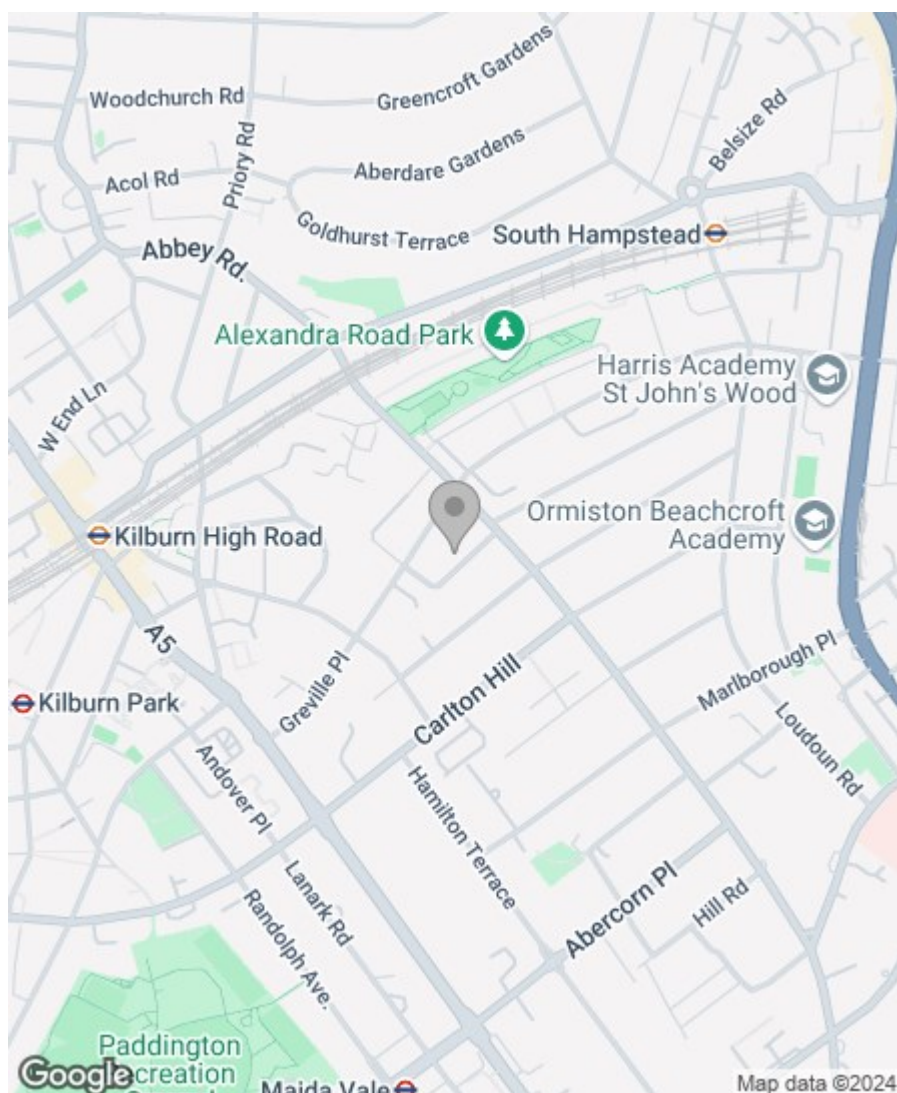 Greencroft Gardens
Woodchurch Rd
Belsize Rd
Aberdare Gardens
Priory Rd
Acol Rd
Goldhurst Terrace
South Hampstead
Abbey Rd.
Alexandra Road Park
Harris Academy
St John's Wood
W End Ln
Ormiston Beachcroft
Academy
Kilburn High Road
A5
Marlborough Pl
Carlton Hill
Greville Pl
Kilburn Park
Loudoun Rd
Andover Pl
Hamilton Terrace
Lanark Rd
Abercorn Pl
Hill Rd
Randolph Ave.
Paddington
Google
Maida Vale
Map data ©2024